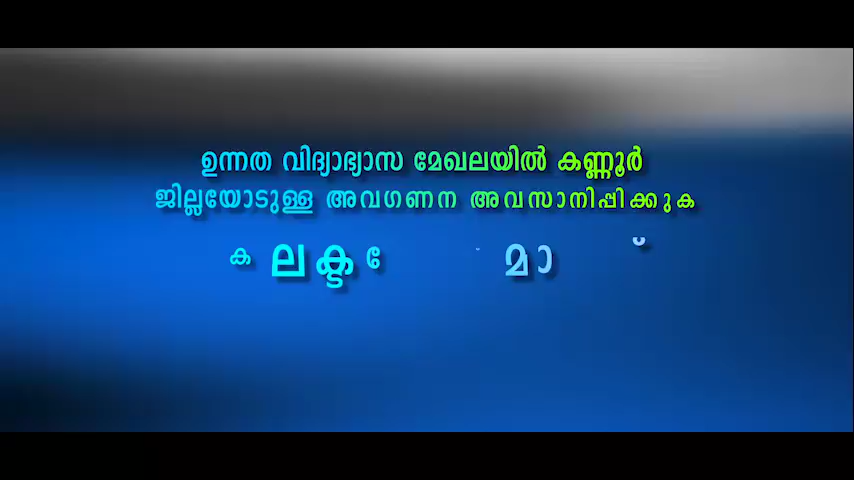 ഉന്നത വിദ്യാഭ്യാസ മേഖലയിൽ കണ്ണൂർ
ജില്ലയോടുള്ള അവഗണന അവസാനിപ്പിക്കുക